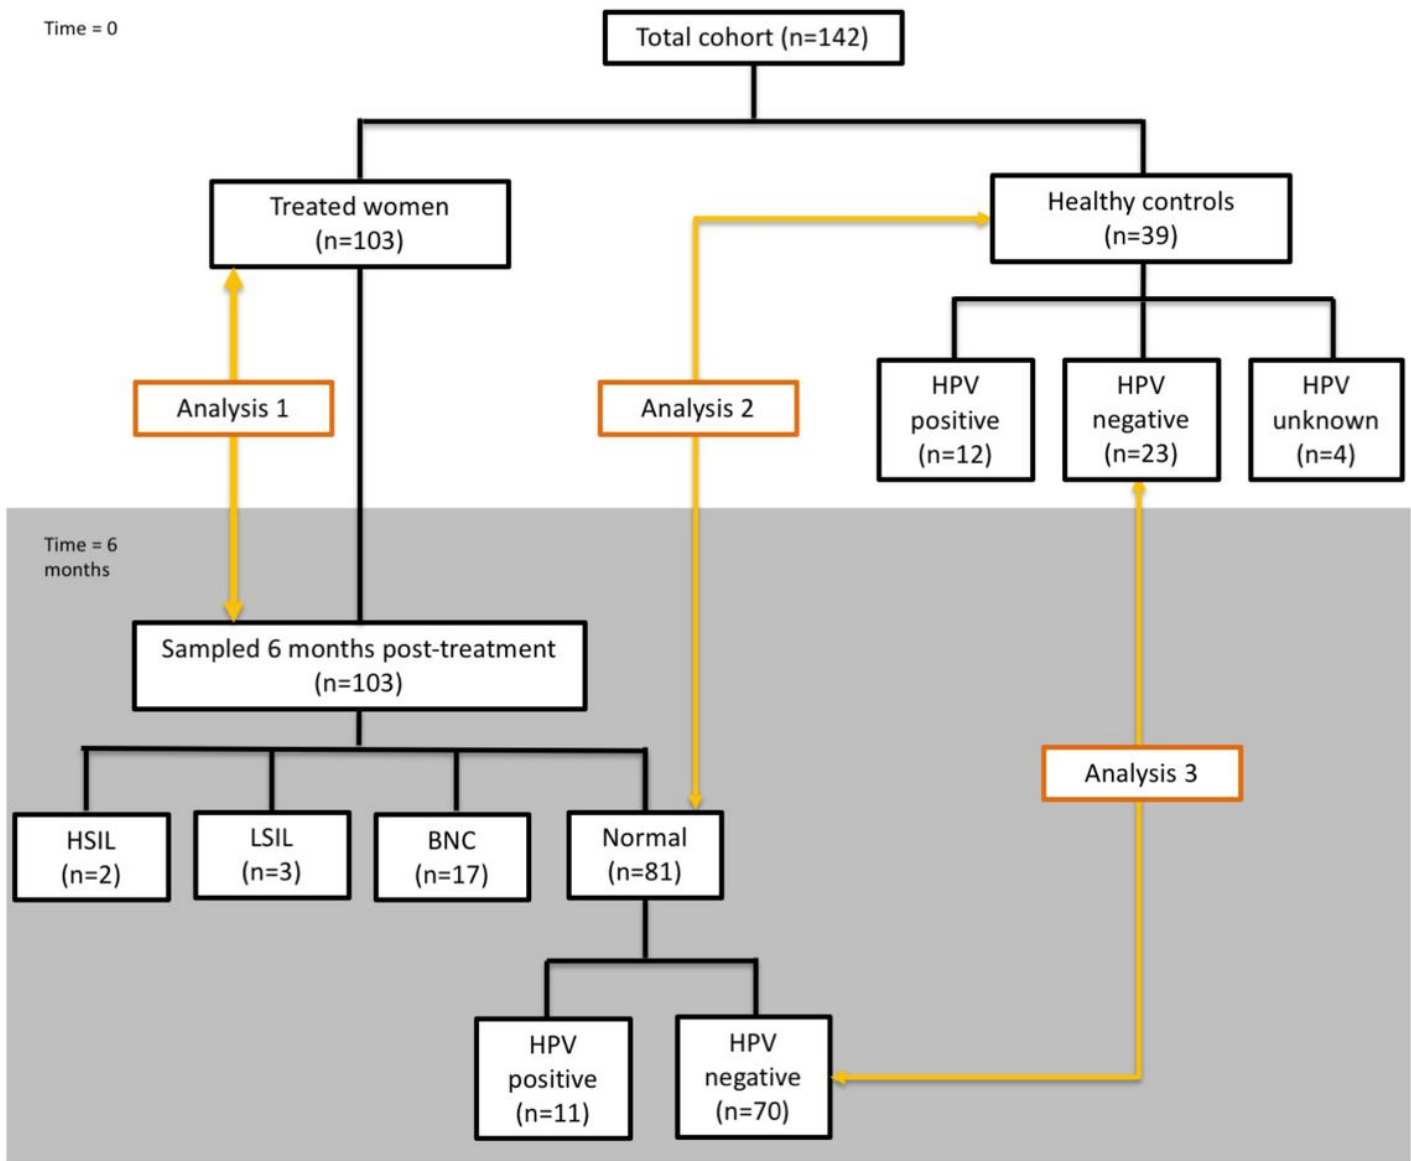 Time = 0
Total cohort (n=142)
Treated women
(n=103)
Healthy controls
(n=39)
Analysis 1
Analysis 2
HPV
positive
(n=12)
HPV
negative
(n=23)
HPV
unknown
(n=4)
Time = 6
months
Sampled 6 months post-treatment
(n=103)
Analysis 3
HSIL
(n=2)
LSIL
(n=3)
BNC
(n=17)
Normal
(n=81)
HPV
positive
(n=11)
HPV
negative
(n=70)